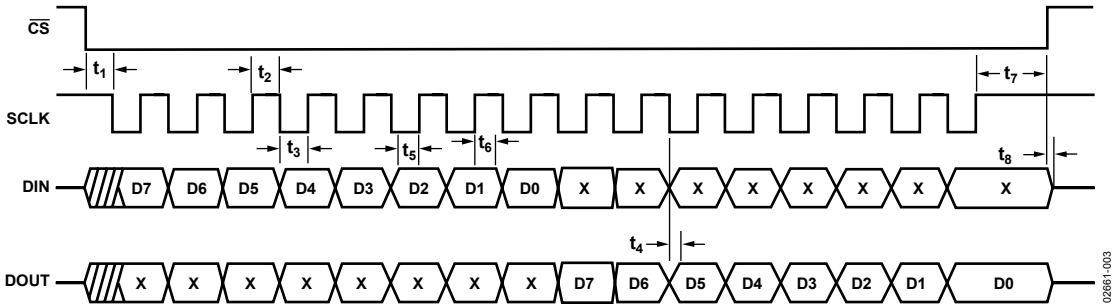 CS
t1
t2
t7
SCLK
t3
t5
t6
t8
DIN
D7 D6 D5 D4 D3 D2 D1 D0 X X X X X X X X
t4
DOUT
X X X X X X X X D7 D6 D5 D4 D3 D2 D1 D0
02661-003